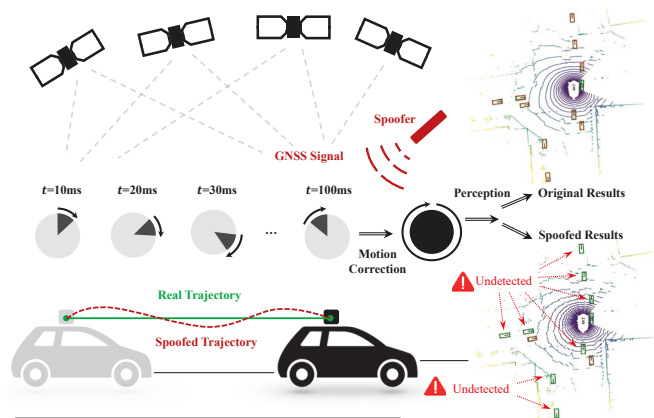 Spoofer
GNSS Signal
t=10ms
t=20ms
t=30ms
t=100ms
...
Motion
Correction
Perception
Original Results
Spoofed Results
Undetected
Real Trajectory
Spoofed Trajectory
Undetected